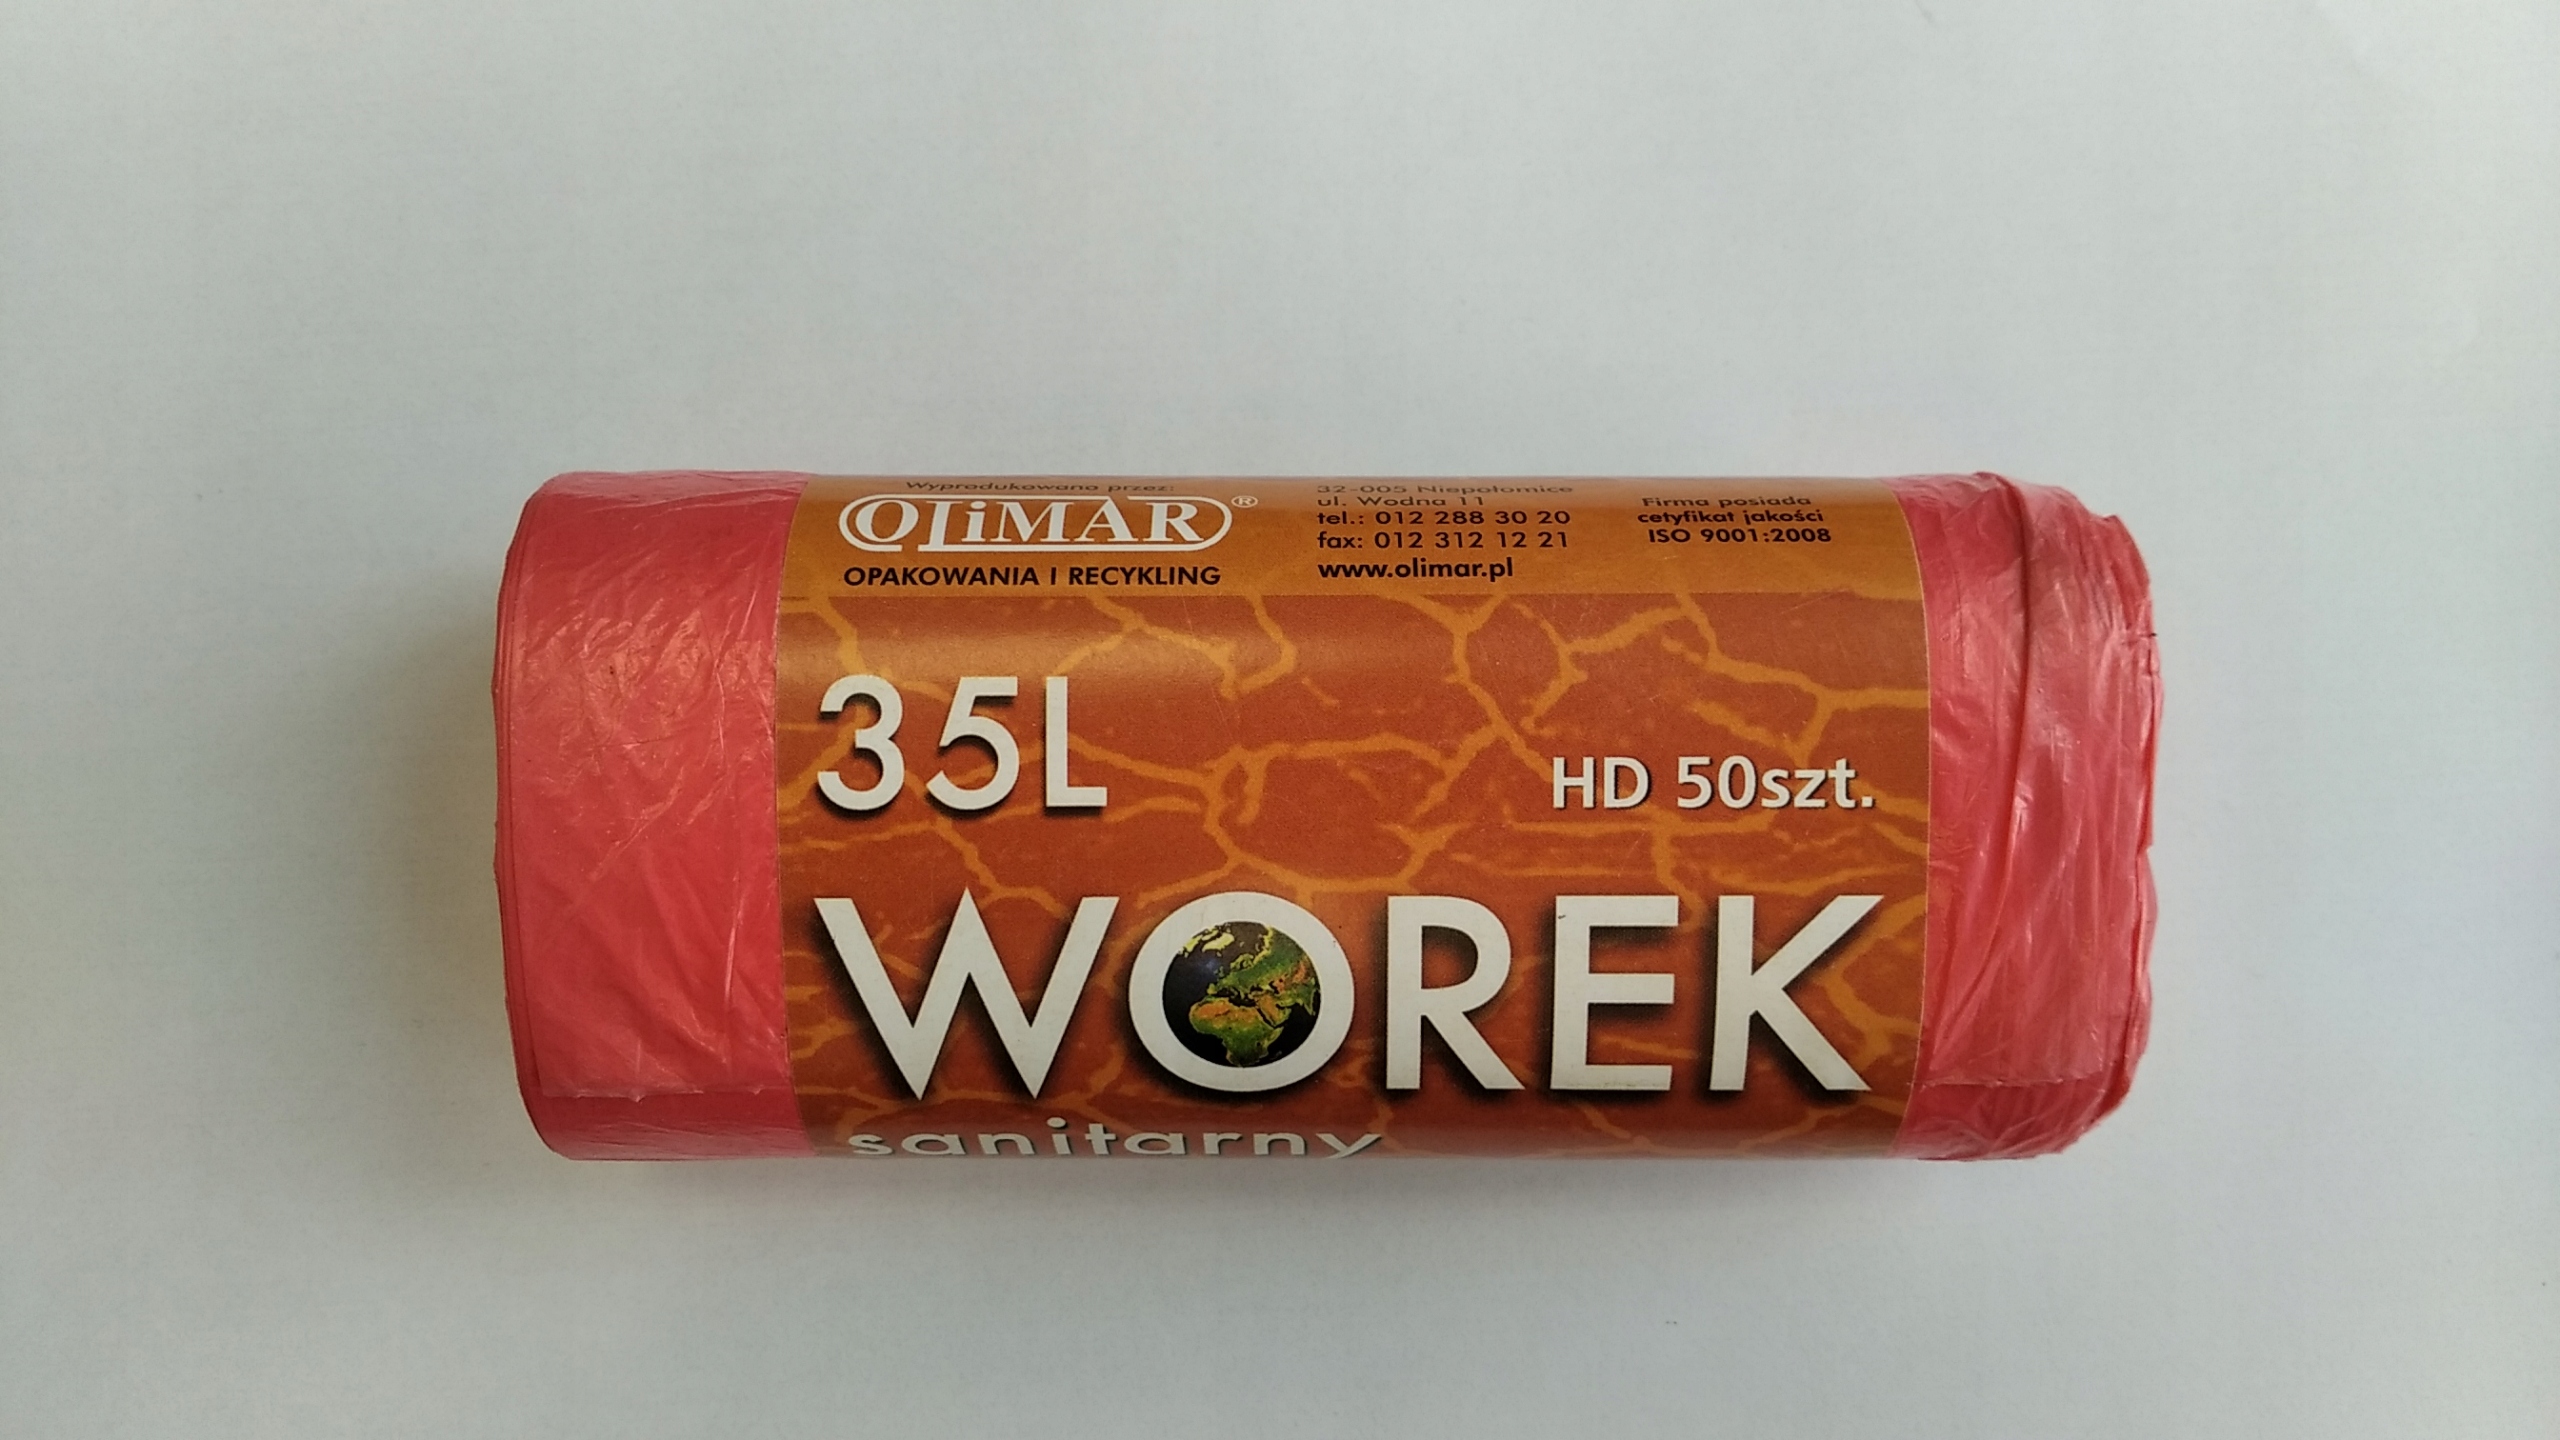 Wyprodukowano przez:
OLiMAR®
OPAKOWANIA I RECYKLING
32-005 Niepołomice
ul. Wodna 11
tel.: 012 288 30 20
fax: 012 312 12 21
www.olimar.pl
Firma posiada
cetyfikat jakości
ISO 9001:2008
35L
HD 50szt.
WOREK
sanitarny